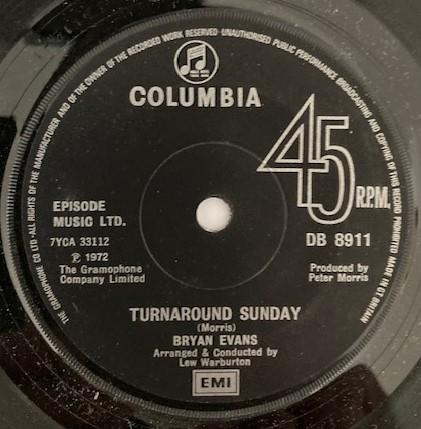 THE GRAMOPHONE CO LTD·ALL RIGHTS OF THE MANUFACTURER AND OF THE OWNER OF THE RECORDED WORK RESERVED·UNAUTHORISED PUBLIC PERFORMANCE BROADCASTING AND COPYING OF THIS RECORD PROHIBITED MADE IN GT BRITAIN
COLUMBIA
45
R.P.M.
EPISODE
MUSIC LTD.
7YCA 33112
Ⓟ 1972
The Gramophone
Company Limited
DB 8911
Produced by
Peter Morris
TURNAROUND SUNDAY
(Morris)
BRYAN EVANS
Arranged & Conducted by
Lew Warburton
EMI